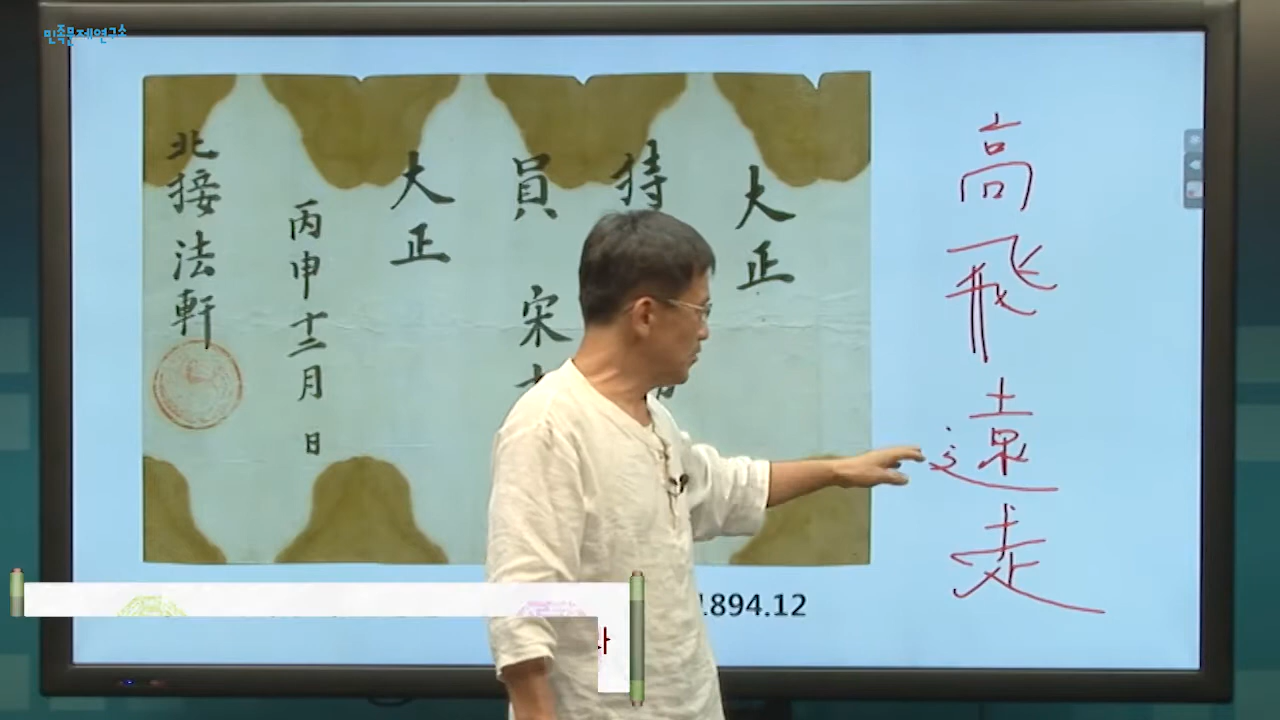 민족문제연구소
高飛遠走
大正
員 宋
大正
丙申十二月 日
北接法軒
1894.12